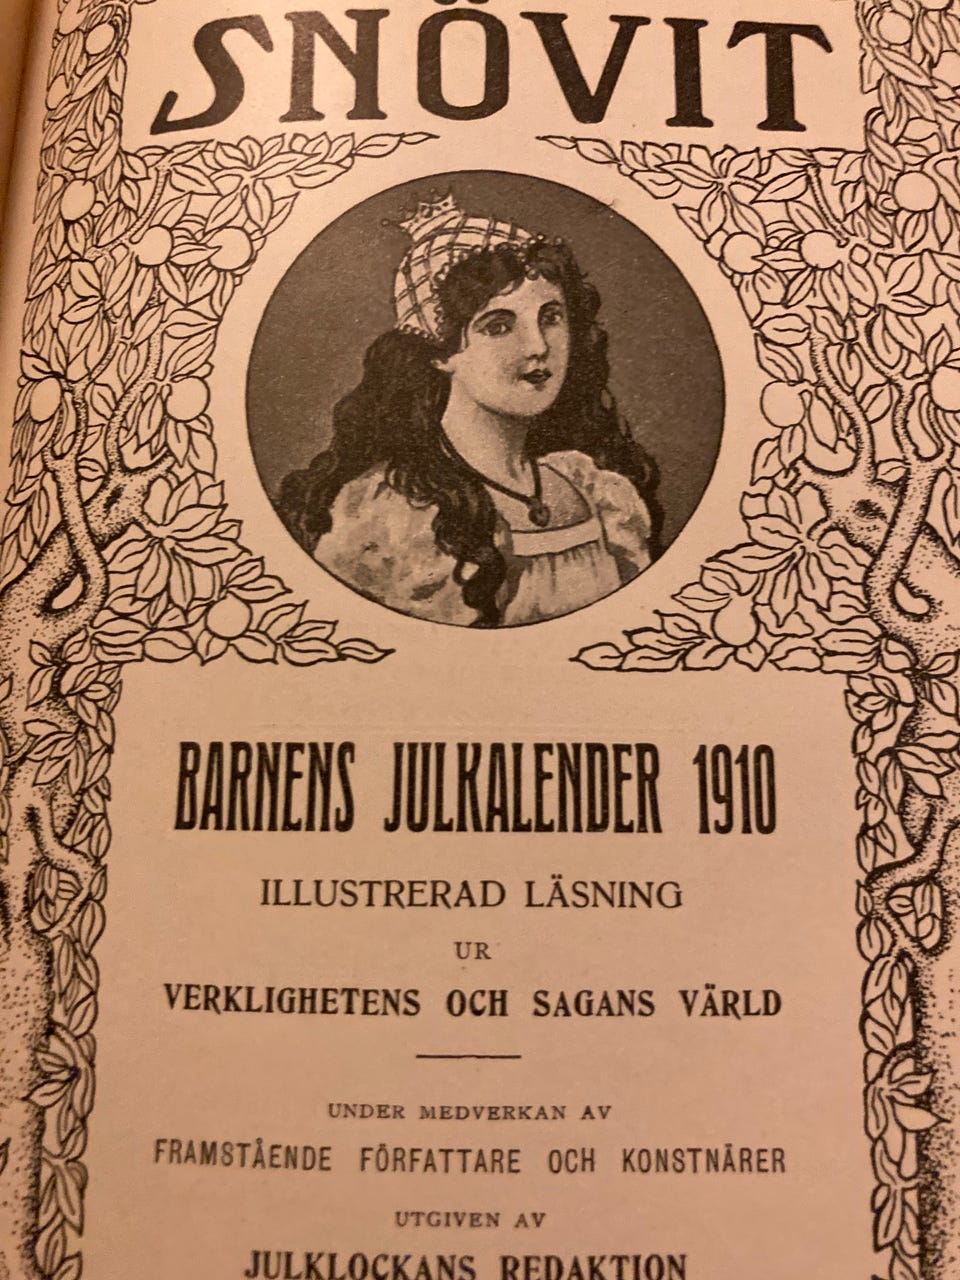 SNÖVIT
BARNENS JULKALENDER 1910
ILLUSTRERAD LÄSNING
UR
VERKLIGHETENS OCH SAGANS VÄRLD
UNDER MEDVERKAN AV
FRAMSTÅENDE FÖRFATTARE OCH KONSTNÄRER
UTGIVEN AV
JULKLOCKANS REDAKTION